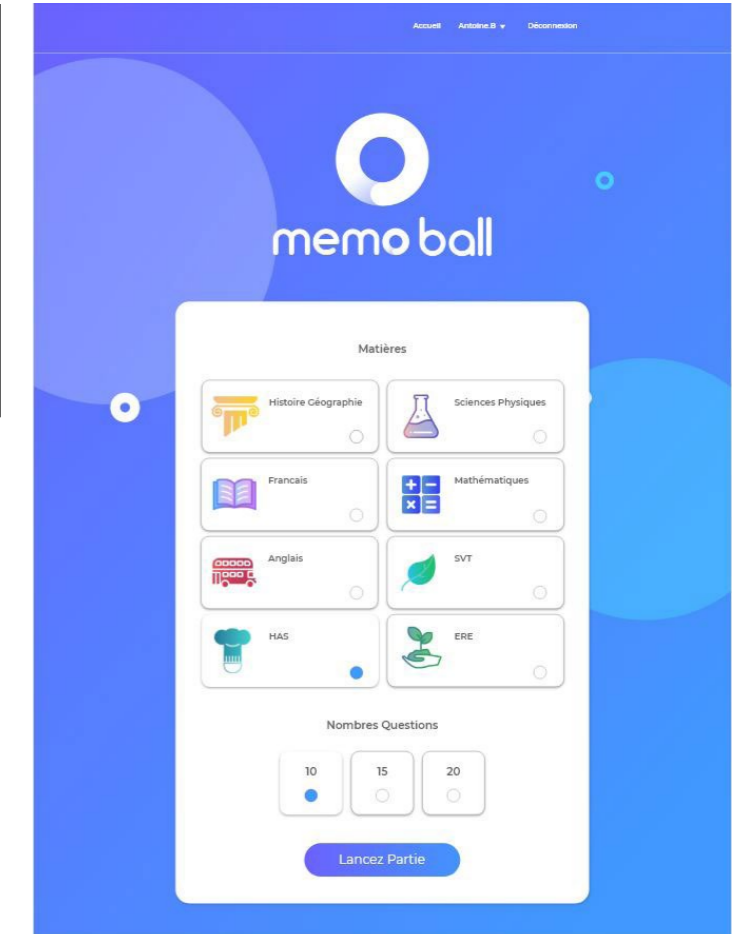 Accueil Antoine.B Déconnexion
memo ball
Matières
Histoire Géographie Sciences Physiques
Francais Mathématiques
Anglais SVT
HAS ERE
Nombres Questions
10 15 20
Lancez Partie